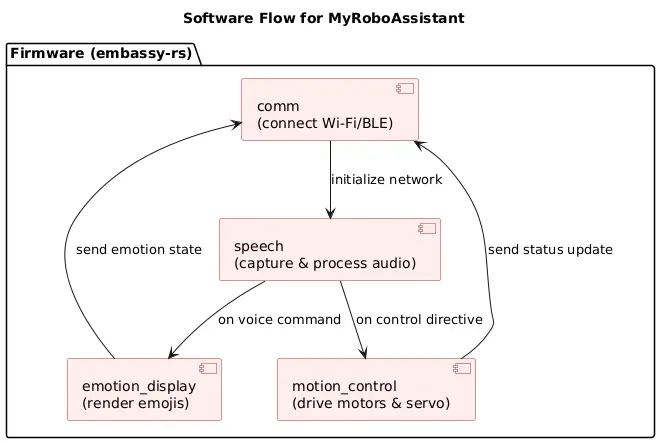 Software Flow for MyRoboAssistant
Firmware (embassy-rs)
comm
(connect Wi-Fi/BLE)
initialize network
speech
(capture & process audio)
send emotion state
send status update
on voice command
on control directive
emotion_display
(render emojis)
motion_control
(drive motors & servo)